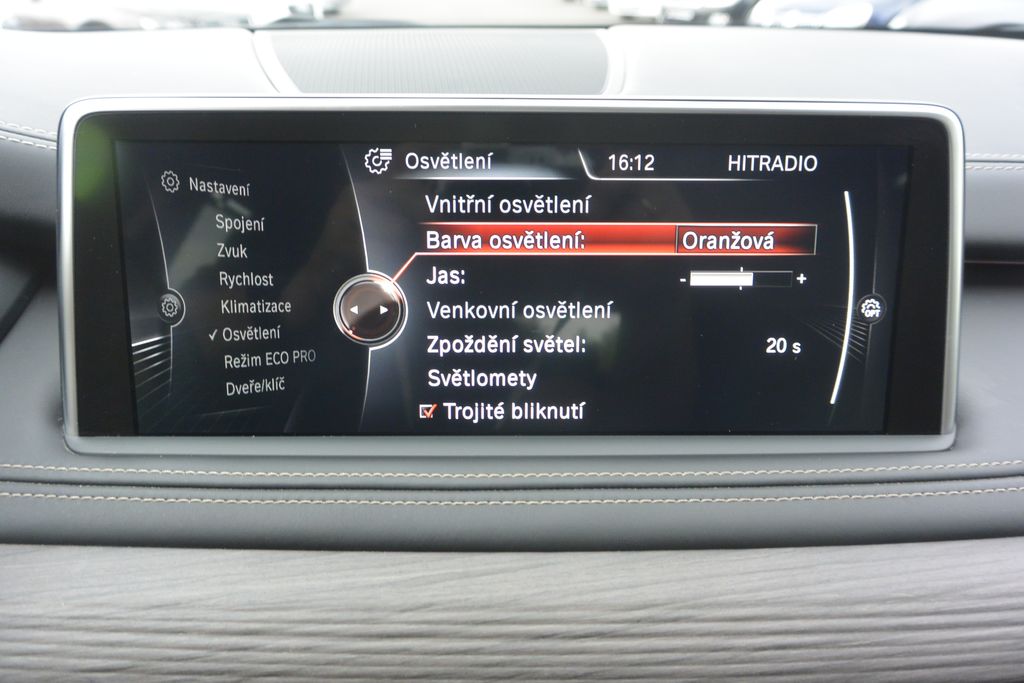 Osvětlení 16:12 HITRADIO
Nastavení
Spojení
Zvuk
Rychlost
Klimatizace
✓ Osvětlení
Režim ECO PRO
Dveře/klíč
Vnitřní osvětlení
Barva osvětlení: Oranžová
Jas: - +
Venkovní osvětlení
Zpoždění světel: 20 s
Světlomety
Trojité bliknutí
OPT